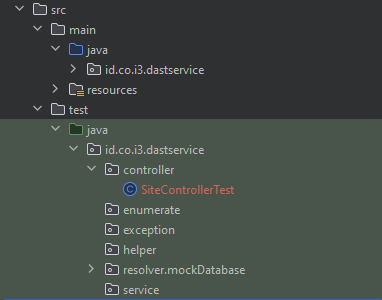 src
main
java
id.co.i3.dastservice
resources
test
java
id.co.i3.dastservice
controller
SiteControllerTest
enumerate
exception
helper
resolver.mockDatabase
service